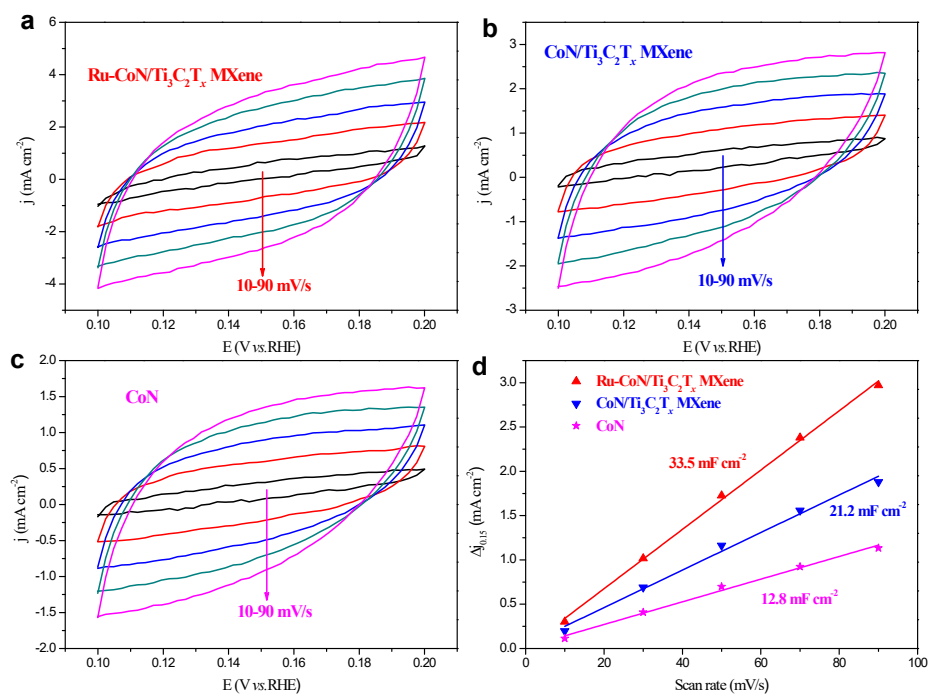 a
6
4
2
0
-2
-4
0.10
0.12
0.14
0.16
0.18
0.20
j (mA cm⁻²)
E (V vs.RHE)
Ru-CoN/Ti₃C₂Tₓ MXene
10-90 mV/s
b
3
2
1
0
-1
-2
-3
0.10
0.12
0.14
0.16
0.18
0.20
j (mA cm⁻²)
E (V vs.RHE)
CoN/Ti₃C₂Tₓ MXene
10-90 mV/s
c
2.0
1.5
1.0
0.5
0.0
-0.5
-1.0
-1.5
-2.0
0.10
0.12
0.14
0.16
0.18
0.20
j (mA cm⁻²)
E (V vs.RHE)
CoN
10-90 mV/s
d
3.0
2.5
2.0
1.5
1.0
0.5
0.0
0
20
40
60
80
100
Δj₀.₁₅ (mA cm⁻²)
Scan rate (mV/s)
Ru-CoN/Ti₃C₂Tₓ MXene
CoN/Ti₃C₂Tₓ MXene
CoN
33.5 mF cm⁻²
21.2 mF cm⁻²
12.8 mF cm⁻²